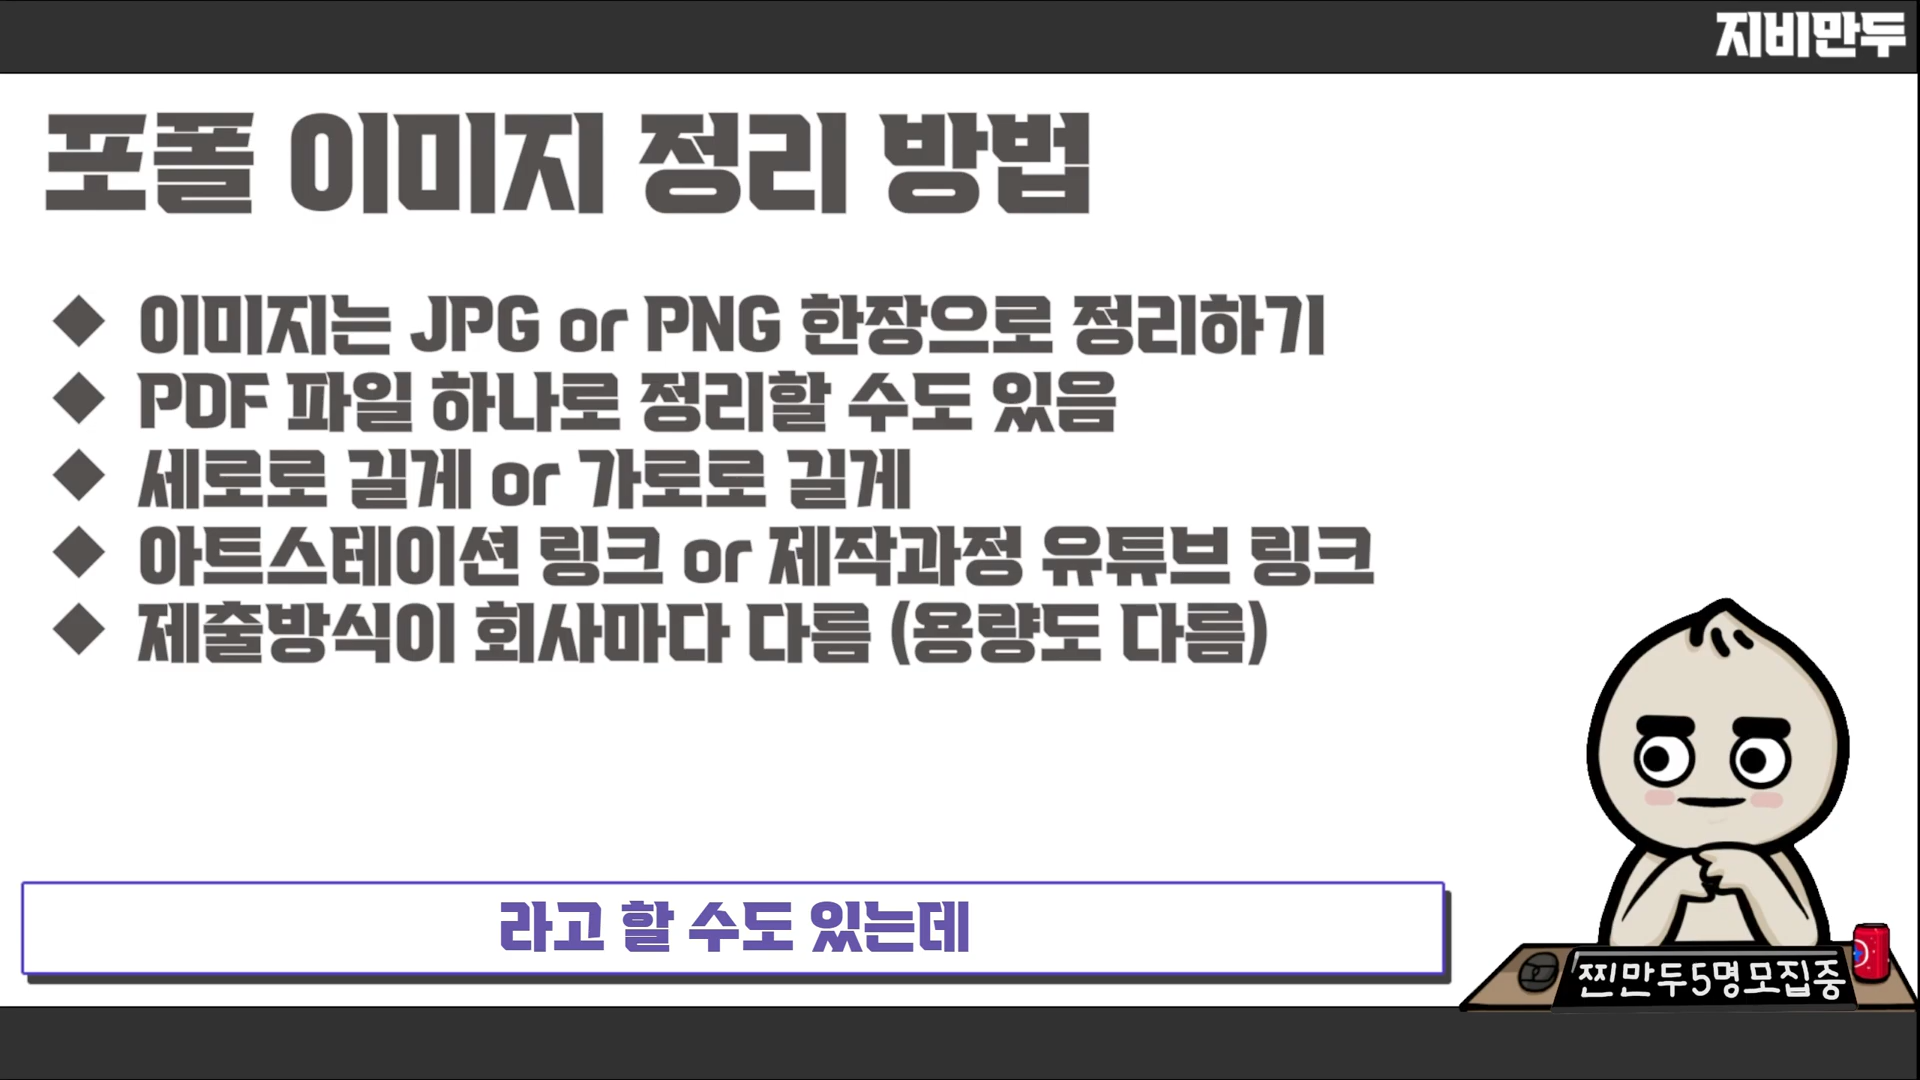 지비만두
포폴 이미지 정리 방법
◆ 이미지는 JPG or PNG 한장으로 정리하기
◆ PDF 파일 하나로 정리할 수도 있음
◆ 세로로 길게 or 가로로 길게
◆ 아트스테이션 링크 or 제작과정 유튜브 링크
◆ 제출방식이 회사마다 다름 (용량도 다름)
라고 할 수도 있는데
찐만두5명모집중